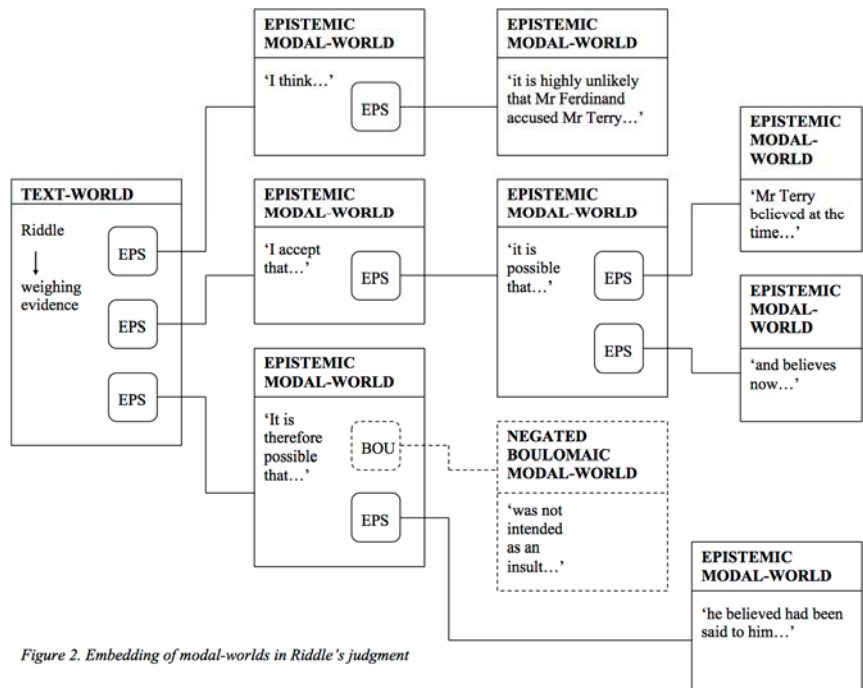 TEXT-WORLD
Riddle
weighing
evidence
EPS
EPS
EPS
EPISTEMIC
MODAL-WORLD
‘I think…’
EPS
EPISTEMIC
MODAL-WORLD
‘it is highly unlikely
that Mr Ferdinand
accused Mr Terry…’
EPISTEMIC
MODAL-WORLD
‘I accept
that…’
EPS
EPISTEMIC
MODAL-WORLD
‘it is
possible
that…’
EPS
EPS
EPISTEMIC
MODAL-
WORLD
‘Mr Terry
believed at the
time…’
EPISTEMIC
MODAL-
WORLD
‘and believes
now…’
EPISTEMIC
MODAL-WORLD
‘It is
therefore
possible
that…’
BOU
EPS
NEGATED
BOULOMAIC
MODAL-WORLD
‘was not
intended
as an
insult…’
EPISTEMIC
MODAL-WORLD
‘he believed had been
said to him…’
Figure 2. Embedding of modal-worlds in Riddle’s judgment